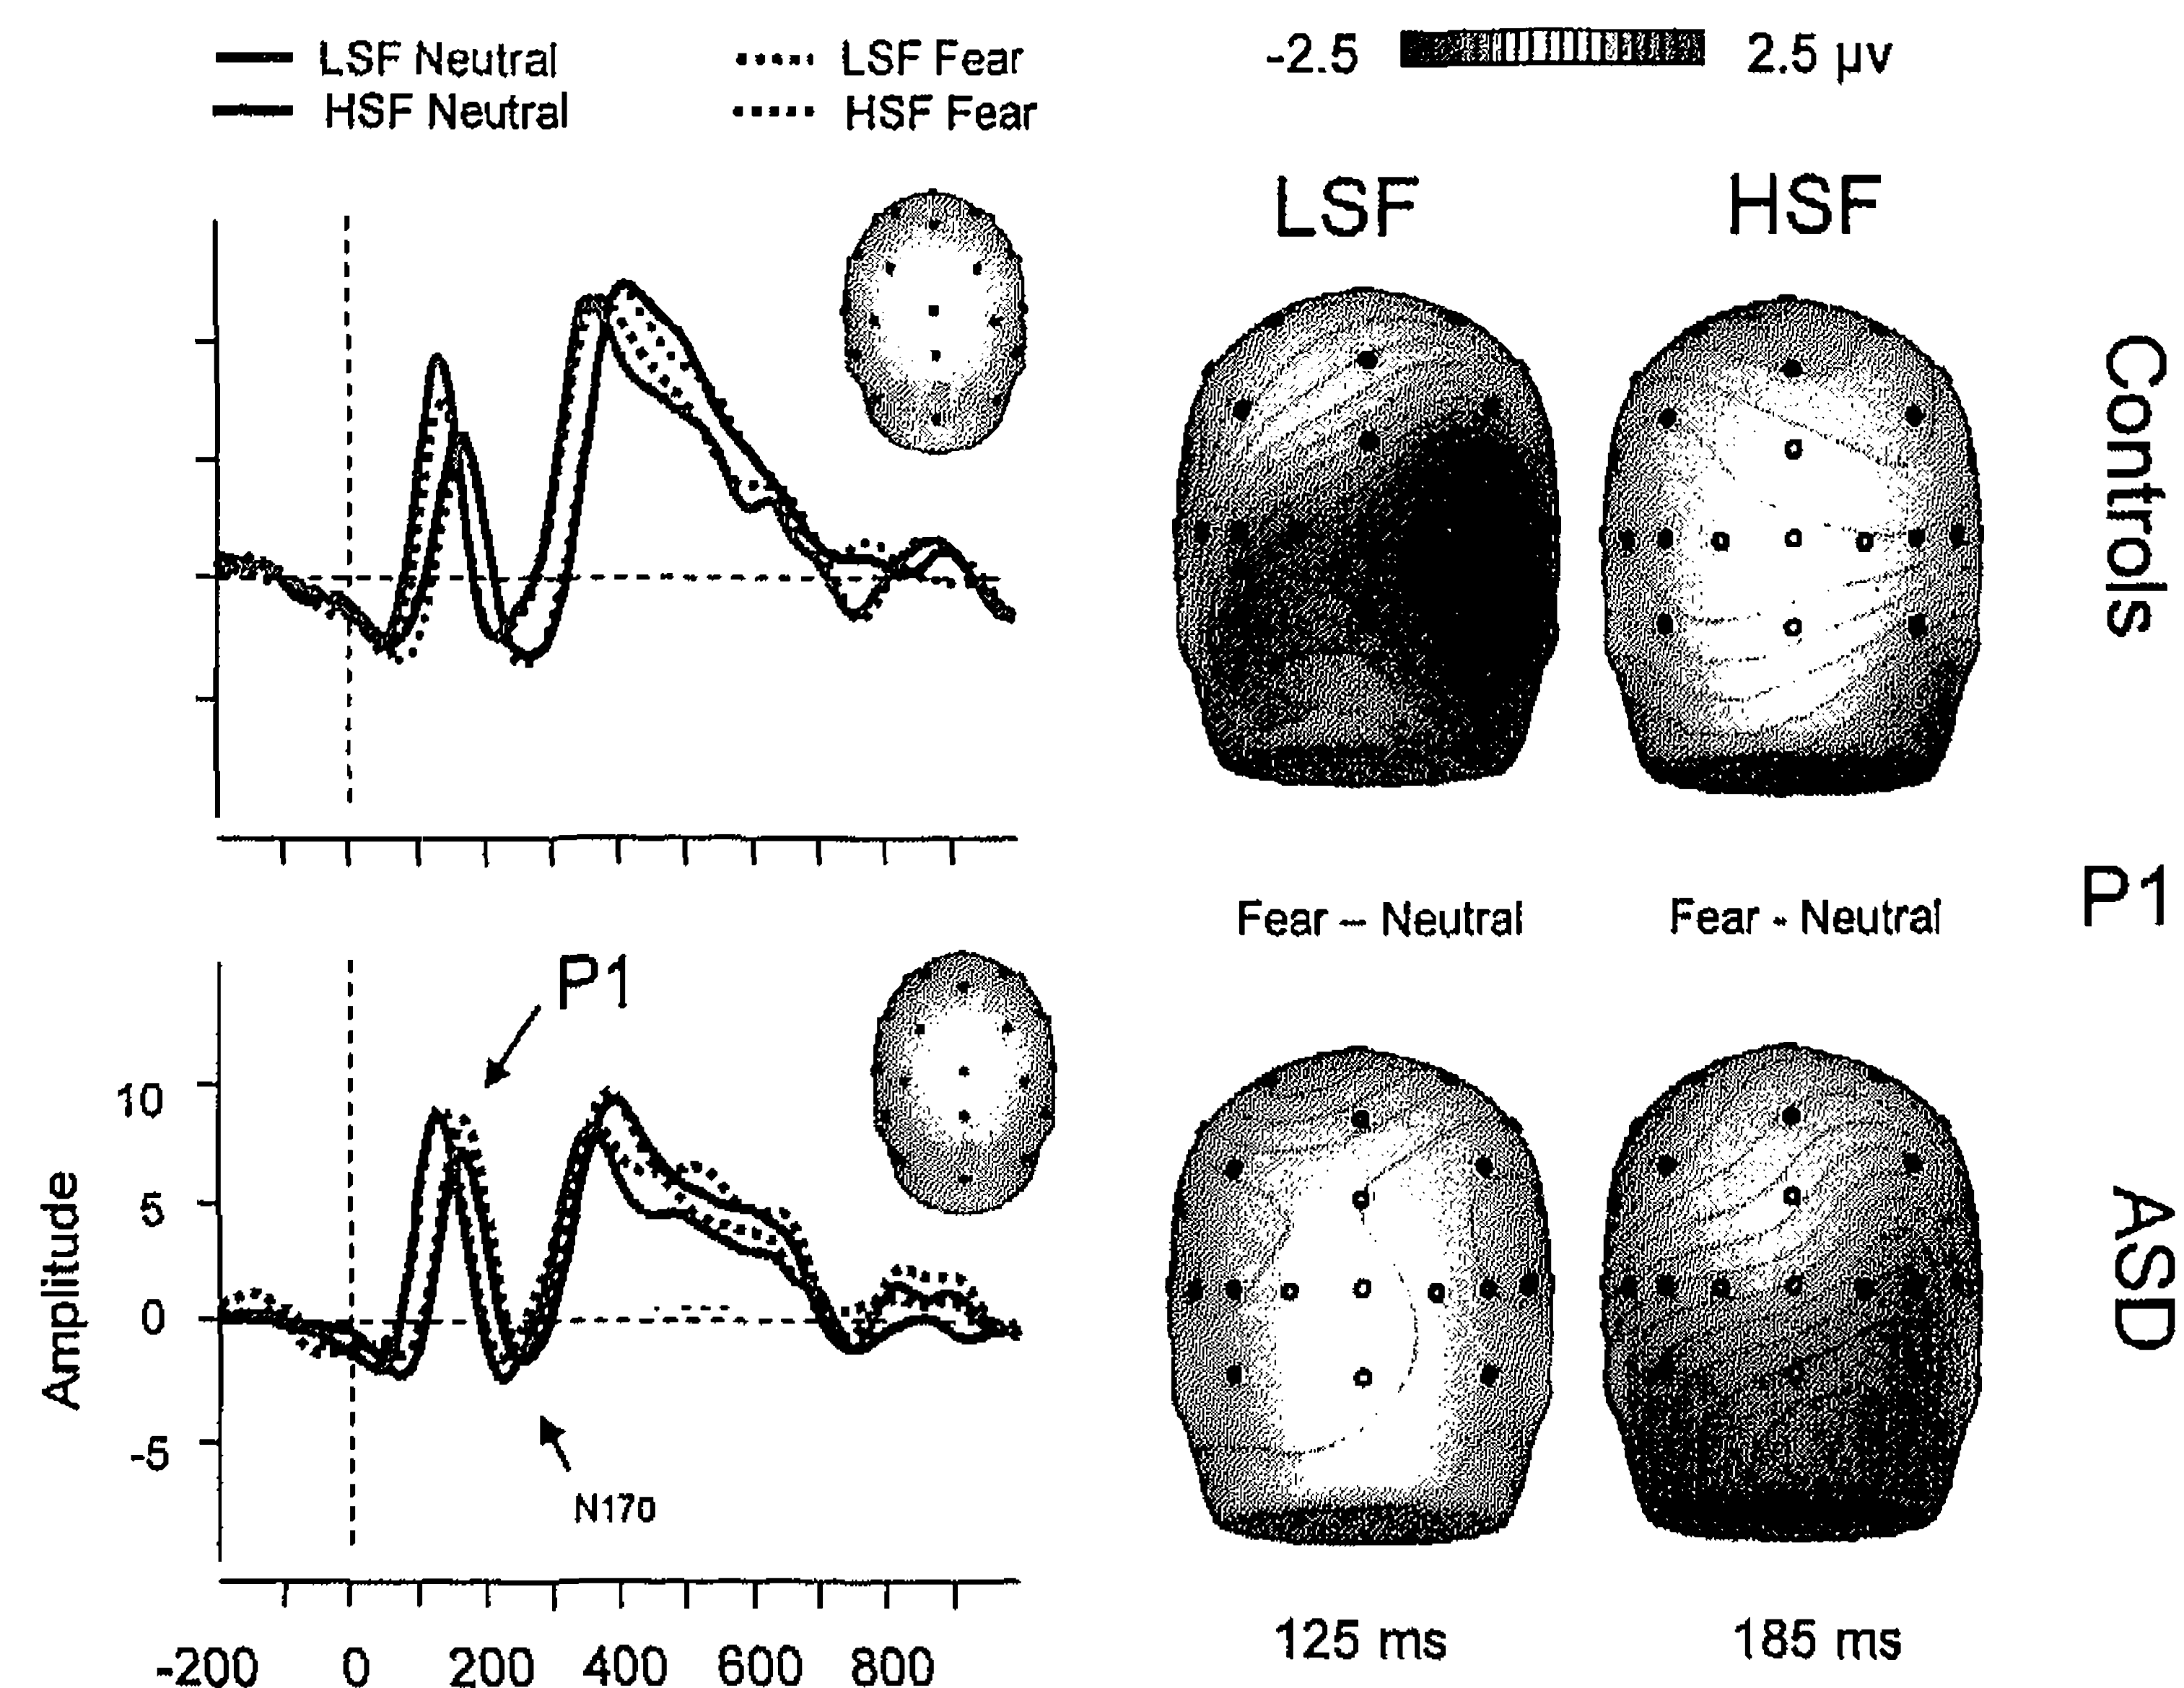 LSF Neutral
LSF Fear
HSF Neutral
HSF Fear
-2.5
2.5 µv
LSF
HSF
Controls
P1
Fear – Neutral
Fear - Neutral
P1
10
5
0
-5
Amplitude
N170
ASD
-200 0 200 400 600 800
125 ms
185 ms